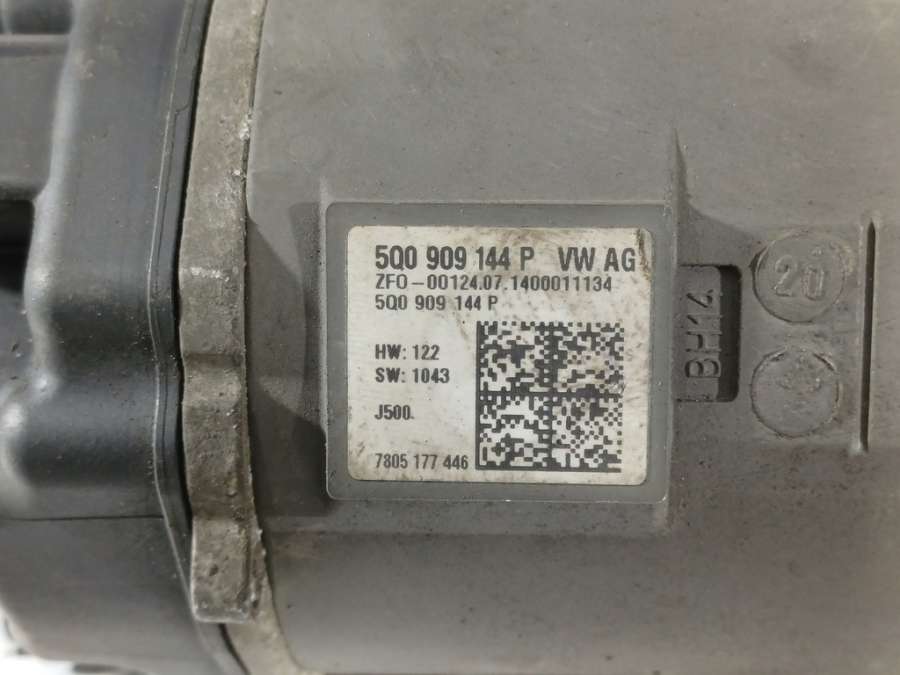 5Q0 909 144 P VW AG
ZF0-00124.07.1400011134
5Q0 909 144 P
HW: 122
SW: 1043
J500
7805 177 446
BH14
20